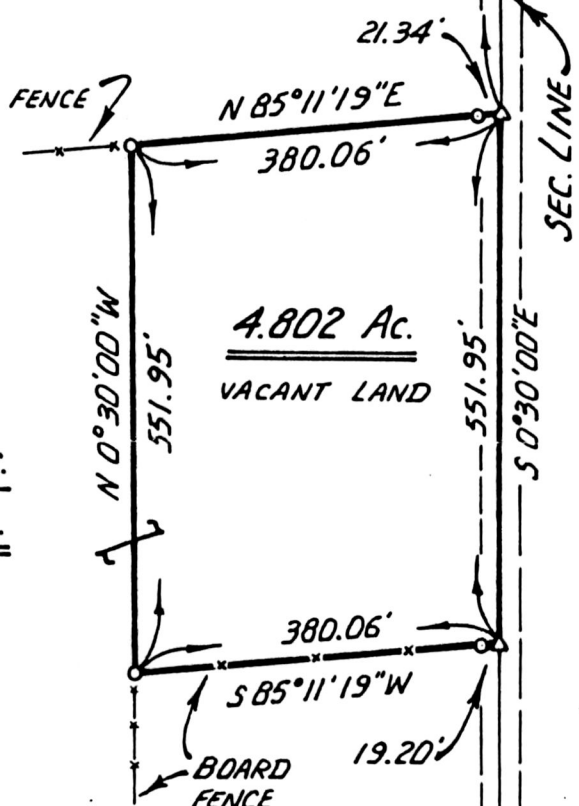 21.34'
FENCE
N 85°11'19"E
380.06'
SEC. LINE
N 0°30'00"W
551.95'
4.802 Ac.
VACANT LAND
551.95'
S 0°30'00"E
380.06'
S 85°11'19"W
19.20'
BOARD
FENCE